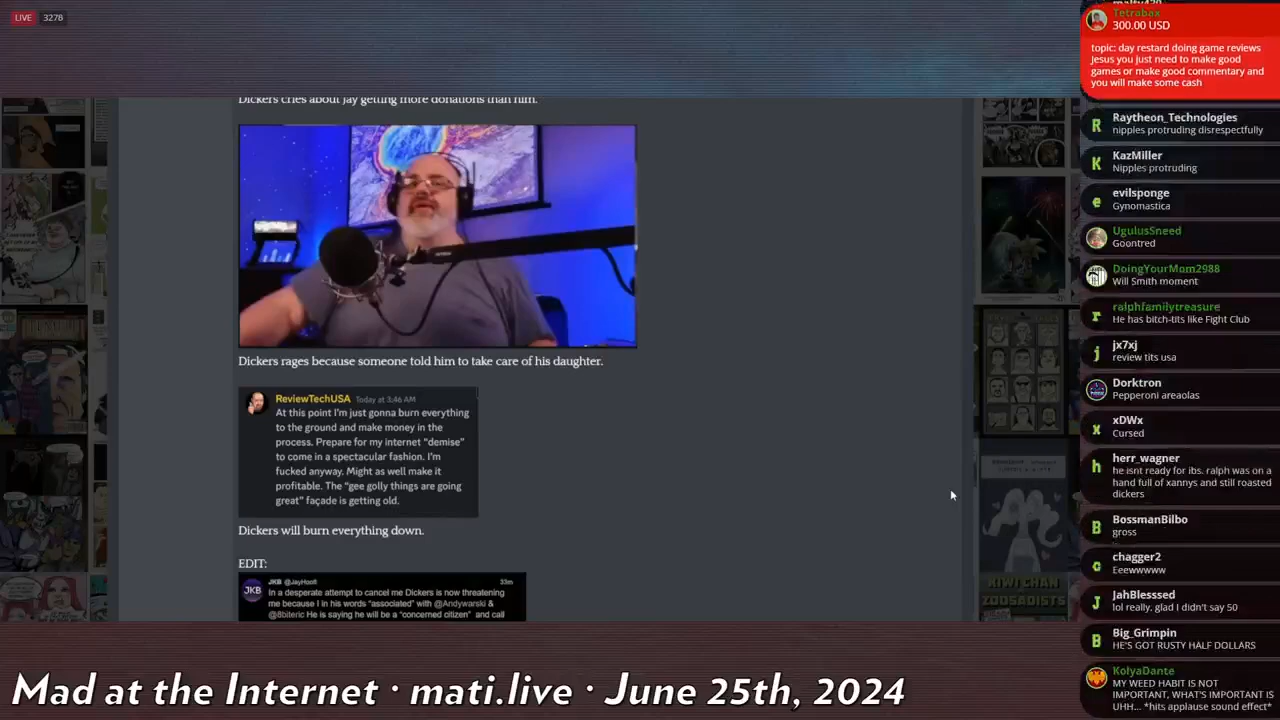 LIVE 3278
Dickers cries about Jay getting more donations than him.
Dickers rages because someone told him to take care of his daughter.
ReviewTechUSA Today at 3:46 AM
At this point I'm just gonna burn everything
to the ground and make money in the
process. Prepare for my internet "demise"
to come in a spectacular fashion. I'm
fucked anyway. Might as well make it
profitable. The "gee golly things are going
great" façade is getting old.
Dickers will burn everything down.
EDIT:
JKB @JayHoofi 33m
In a desperate attempt to cancel me Dickers is now threatening
me because I in his words "associated" with @Andywarski &
@8biteric He is saying he will be a "concerned citizen" and call
KIWI CHAN
ZOOSADISTS
Mad at the Internet · mati.live · June 25th, 2024
Tetrabax
300.00 USD
topic: day restard doing game reviews
Jesus you just need to make good
games or make good commentary and
you will make some cash
R Raytheon_Technologies
nipples protruding disrespectfully
K KazMiller
Nipples protruding
e evilsponge
Gynomastica
UgulusSneed
Goontred
DoingYourMom2988
Will Smith moment
r ralphfamilytreasure
He has bitch-tits like Fight Club
j jx7xj
review tits usa
Dorktron
Pepperoni areaolas
x xDWx
Cursed
h herr_wagner
he isnt ready for ibs. ralph was on a
hand full of xannys and still roasted
dickers
B BossmanBilbo
gross
c chagger2
Eeewwwww
J JahBlesssed
lol really. glad I didn't say 50
B Big_Grimpin
HE'S GOT RUSTY HALF DOLLARS
KolyaDante
MY WEED HABIT IS NOT
IMPORTANT, WHAT'S IMPORTANT IS
UHH... *hits applause sound effect*